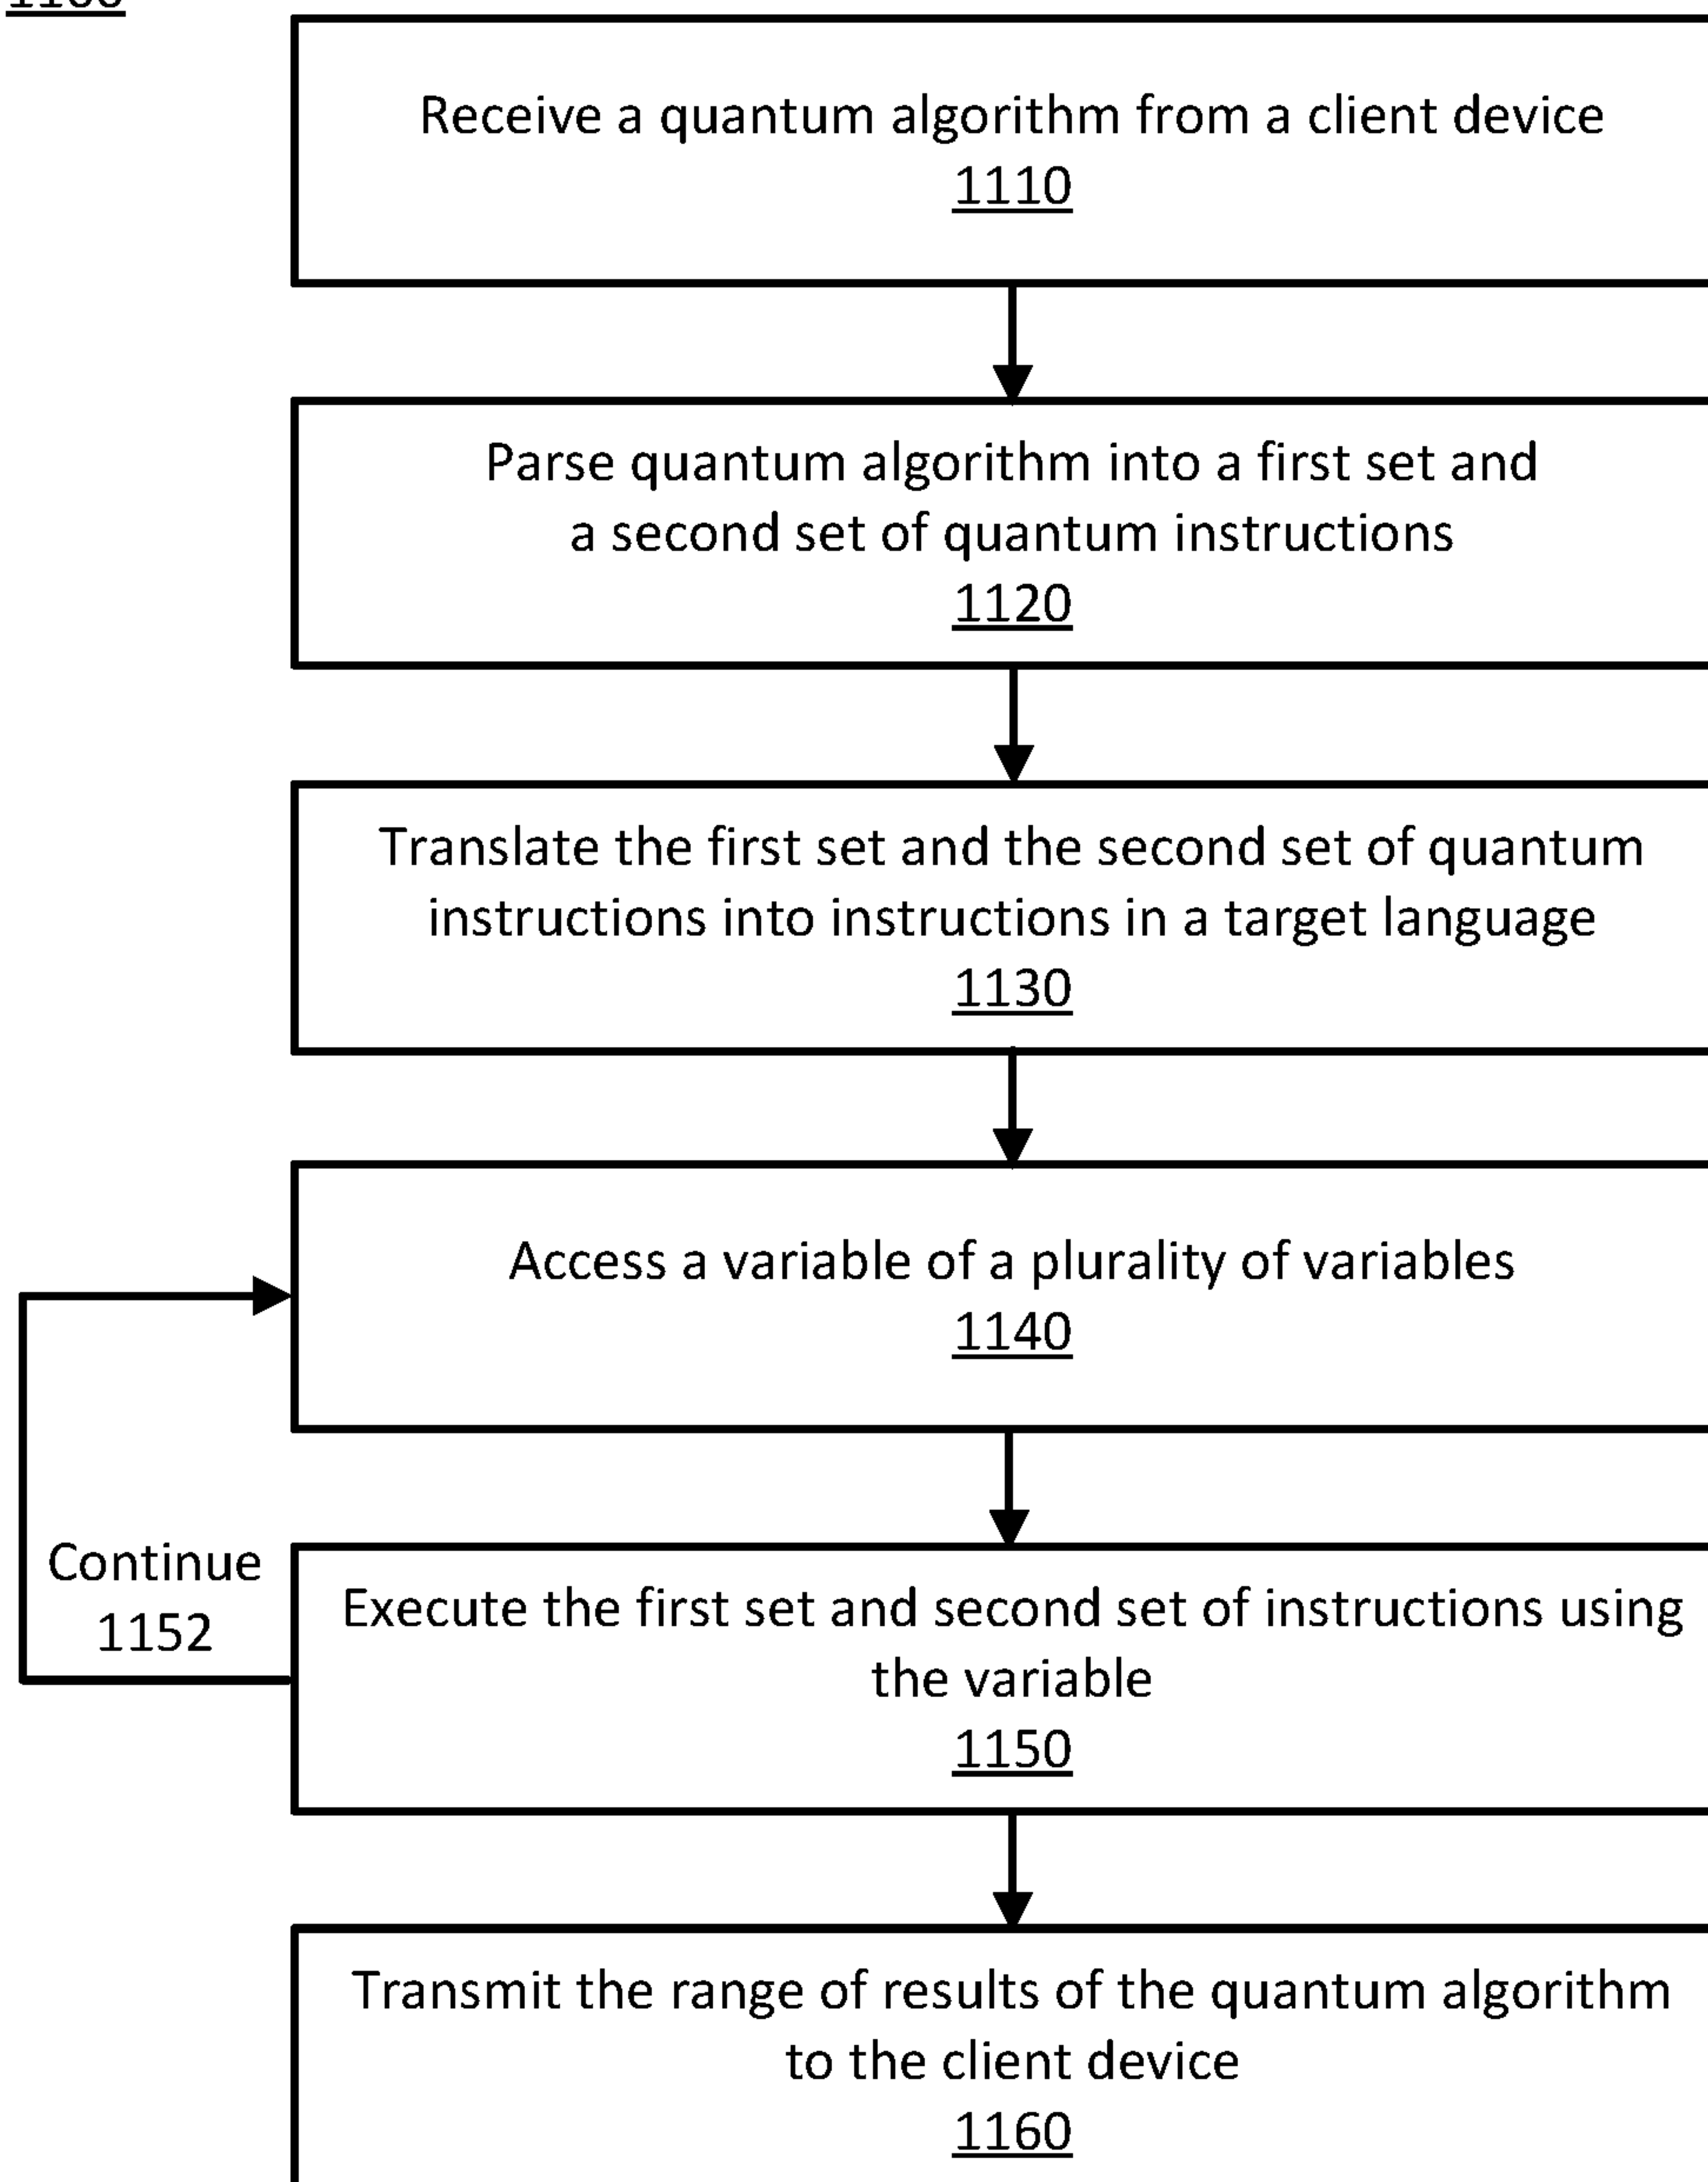 Receive a quantum algorithm from a client device
1110
Parse quantum algorithm into a first set and
a second set of quantum instructions
1120
Translate the first set and the second set of quantum
instructions into instructions in a target language
1130
Access a variable of a plurality of variables
1140
Continue
1152
Execute the first set and second set of instructions using
the variable
1150
Transmit the range of results of the quantum algorithm
to the client device
1160